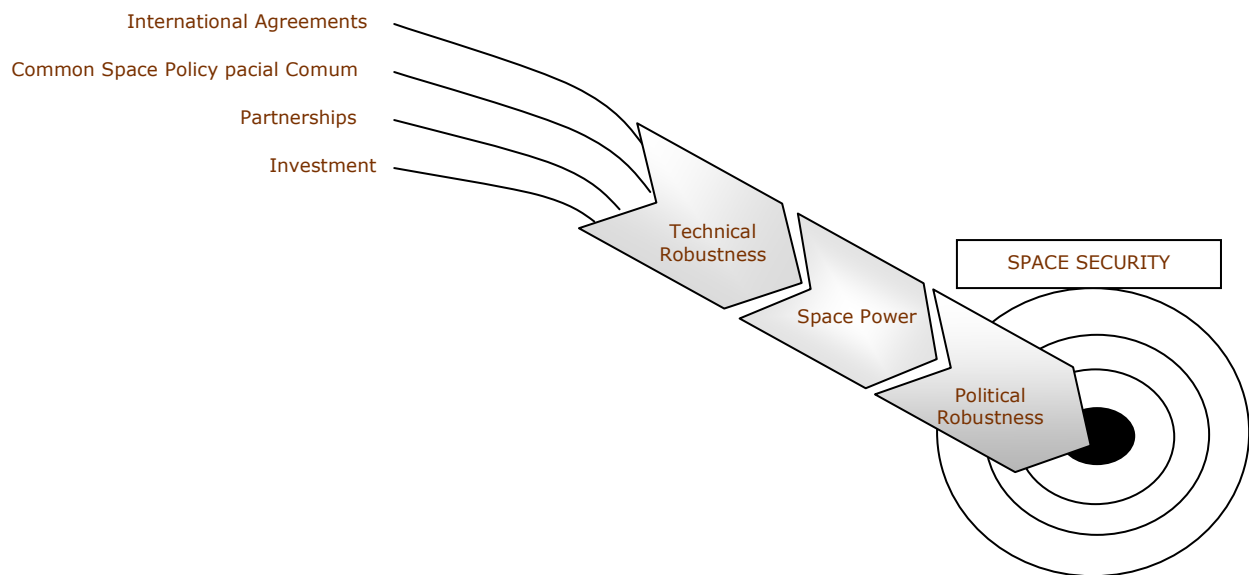 International Agreements
Common Space Policy pacial Comum
Partnerships
Investment
Technical
Robustness
SPACE SECURITY
Space Power
Political
Robustness